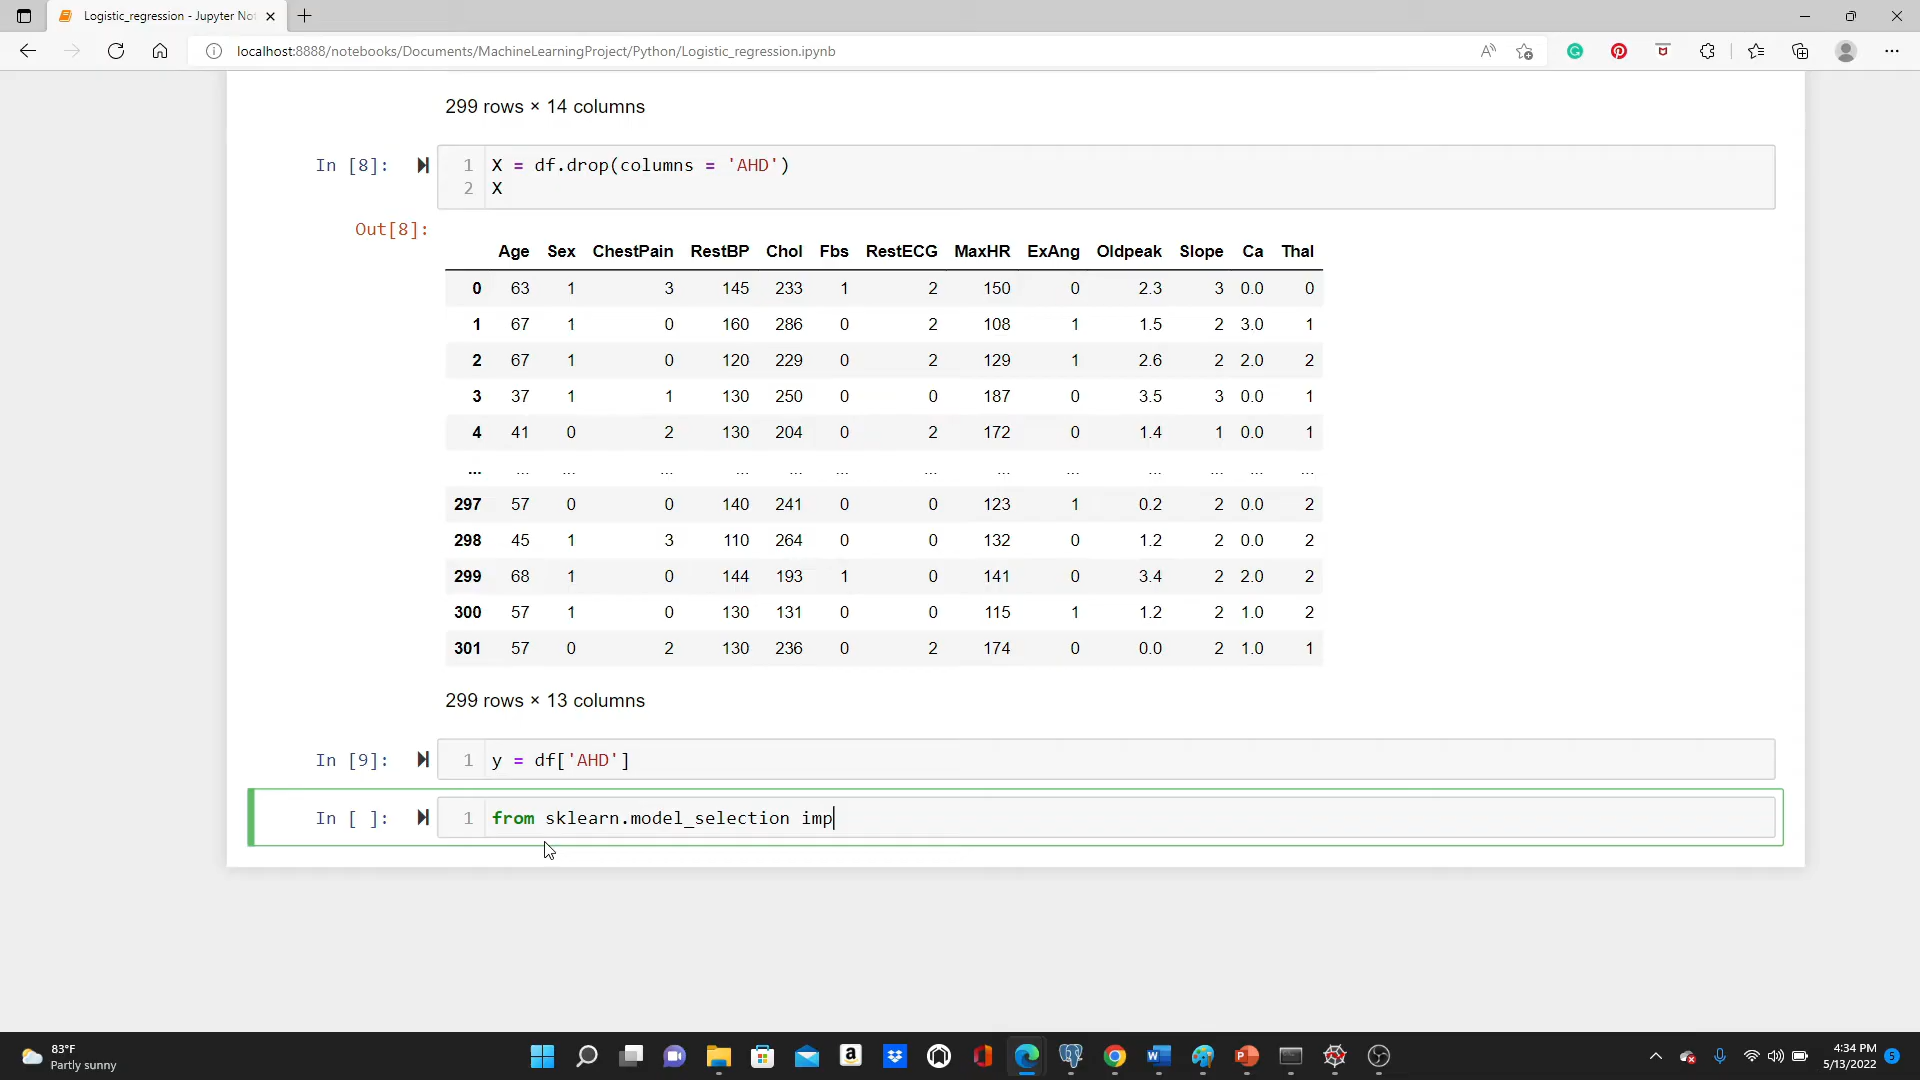 Logistic_regression - Jupyter Not
localhost:8888/notebooks/Documents/MachineLearningProject/Python/Logistic_regression.ipynb
299 rows × 14 columns
In [8]:
1 X = df.drop(columns = 'AHD')
2 X
Out[8]:
Age Sex ChestPain RestBP Chol Fbs RestECG MaxHR ExAng Oldpeak Slope Ca Thal
0 63 1 3 145 233 1 2 150 0 2.3 3 0.0 0
1 67 1 0 160 286 0 2 108 1 1.5 2 3.0 1
2 67 1 0 120 229 0 2 129 1 2.6 2 2.0 2
3 37 1 1 130 250 0 0 187 0 3.5 3 0.0 1
4 41 0 2 130 204 0 2 172 0 1.4 1 0.0 1
... ... ... ... ... ... ... ... ... ... ... ... ... ...
297 57 0 0 140 241 0 0 123 1 0.2 2 0.0 2
298 45 1 3 110 264 0 0 132 0 1.2 2 0.0 2
299 68 1 0 144 193 1 0 141 0 3.4 2 2.0 2
300 57 1 0 130 131 0 0 115 1 1.2 2 1.0 2
301 57 0 2 130 236 0 2 174 0 0.0 2 1.0 1
299 rows × 13 columns
In [9]: 1 y = df['AHD']
In [ ]: 1 from sklearn.model_selection imp
83°F
Partly sunny
4:34 PM
5/13/2022
5